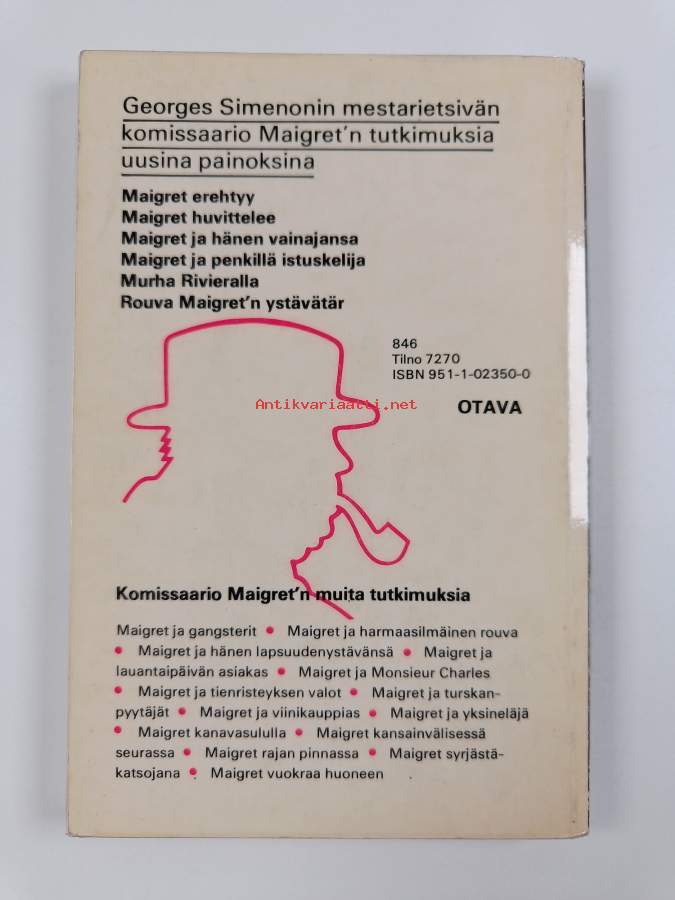 Georges Simenonin mestarietsivän
komissaario Maigret'n tutkimuksia
uusina painoksina
Maigret erehtyy
Maigret huvittelee
Maigret ja hänen vainajansa
Maigret ja penkillä istuskelija
Murha Rivieralla
Rouva Maigret'n ystävätär
846
Tilno 7270
ISBN 951-1-02350-0
Antikvariaatti.net
OTAVA
Komissaario Maigret'n muita tutkimuksia
Maigret ja gangsterit • Maigret ja harmaasilmäinen rouva
• Maigret ja hänen lapsuudenystävänsä • Maigret ja
lauantaipäivän asiakas • Maigret ja Monsieur Charles
• Maigret ja tienristeyksen valot • Maigret ja turskan-
pyytäjät • Maigret ja viinikauppias • Maigret ja yksineläjä
• Maigret kanavasululla • Maigret kansainvälisessä
seurassa • Maigret rajan pinnassa • Maigret syrjästä-
katsojana • Maigret vuokraa huoneen